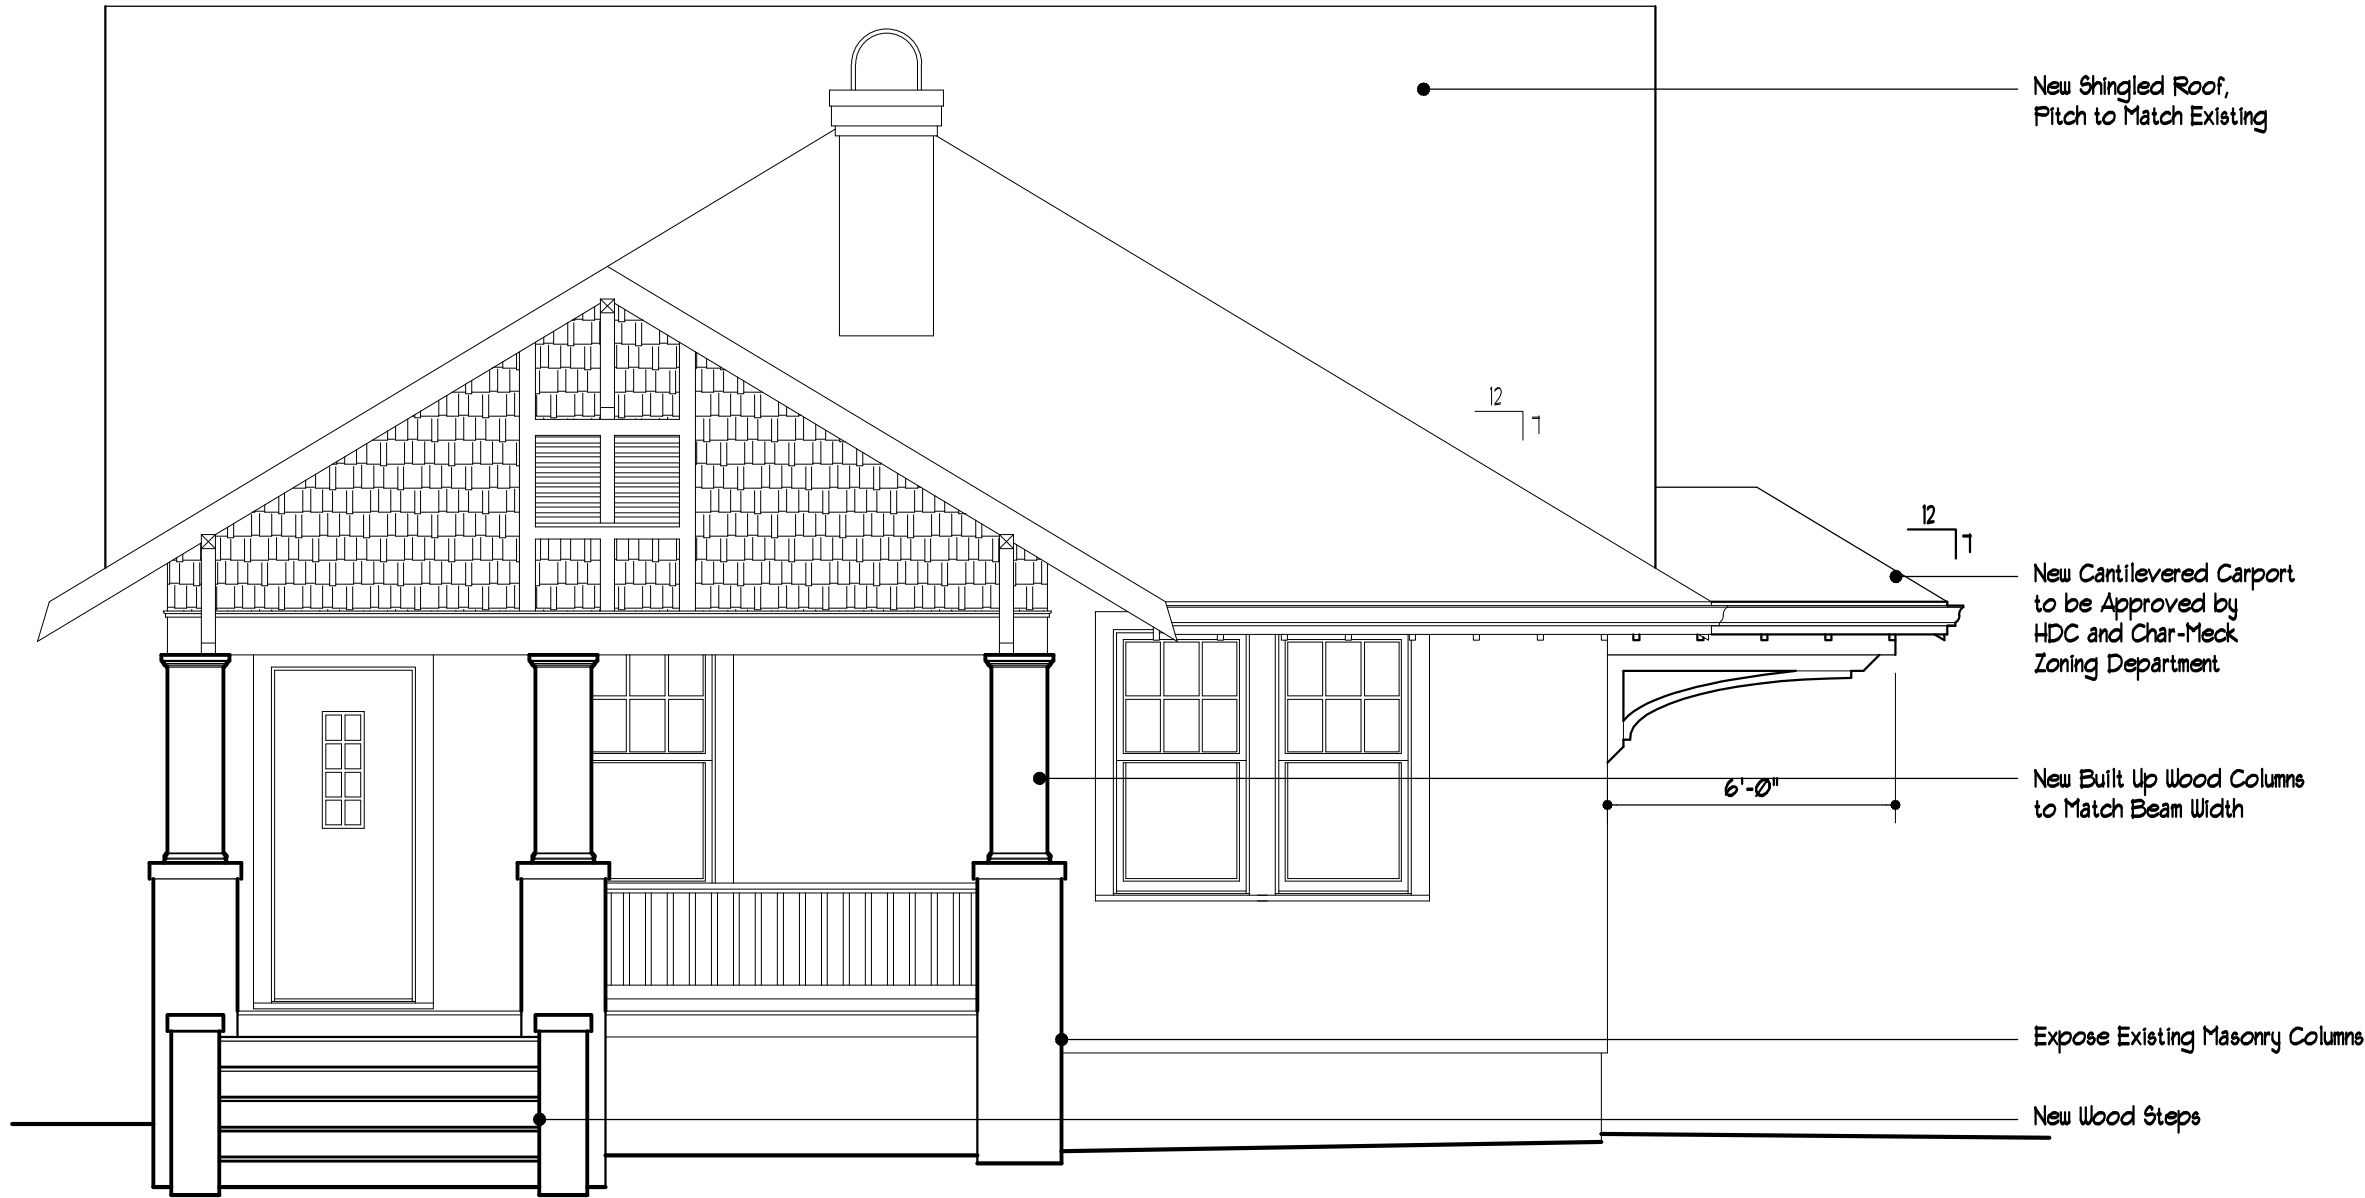 New Shingled Roof,
Pitch to Match Existing
12
7
12
7
New Cantilevered Carport
to be Approved by
HDC and Char-Meck
Zoning Department
New Built Up Wood Columns
to Match Beam Width
6'-0"
Expose Existing Masonry Columns
New Wood Steps